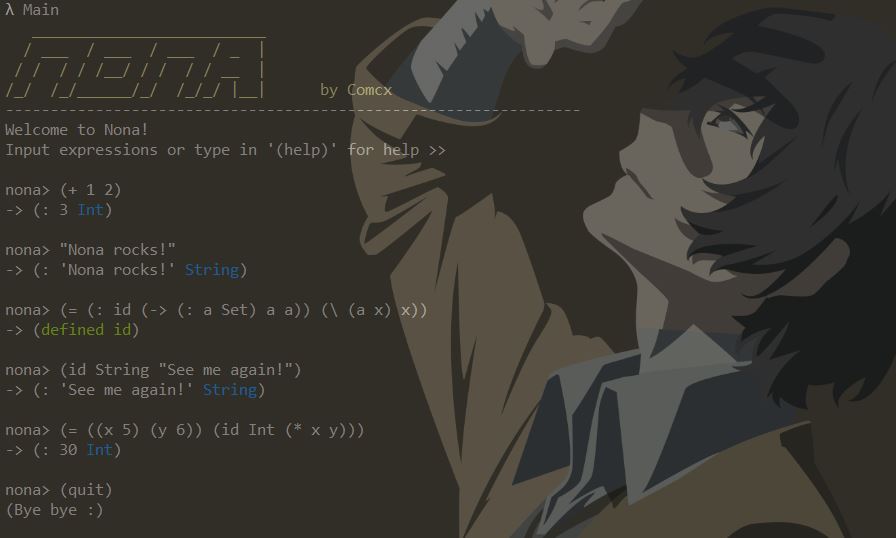 λ Main
nona
by Comcx
----------------------------------------------------------------
Welcome to Nona!
Input expressions or type in '(help)' for help >>
nona> (+ 1 2)
-> (: 3 Int)
nona> "Nona rocks!"
-> (: 'Nona rocks!' String)
nona> (= (: id (-> (: a Set) a a)) (\ (a x) x))
-> (defined id)
nona> (id String "See me again!")
-> (: 'See me again!' String)
nona> (= ((x 5) (y 6)) (id Int (* x y)))
-> (: 30 Int)
nona> (quit)
(Bye bye :)